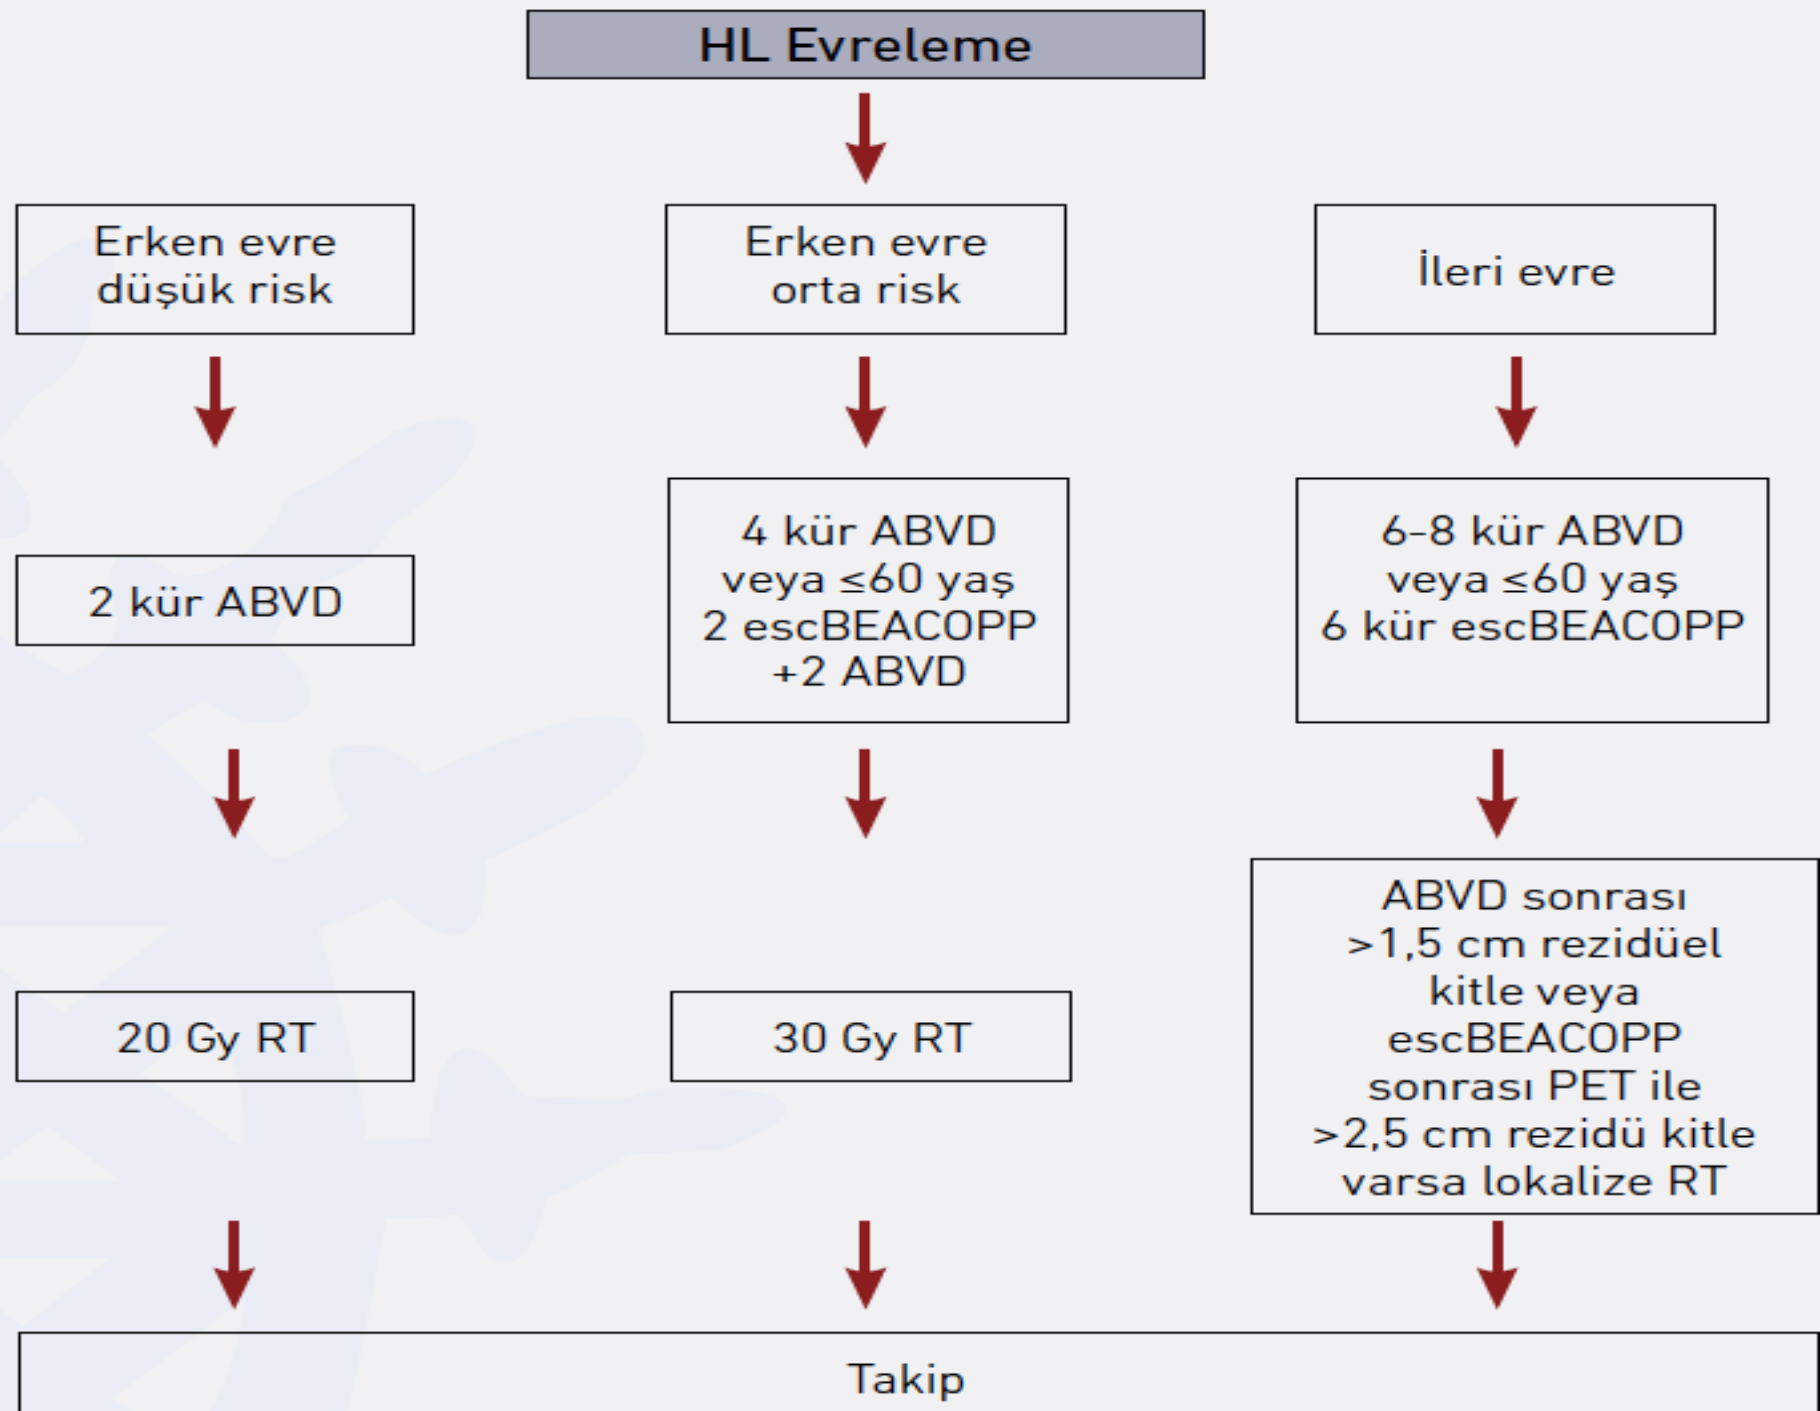 HL Evreleme
Erken evre
düşük risk
Erken evre
orta risk
İleri evre
2 kür ABVD
4 kür ABVD
veya ≤60 yaş
2 escBEACOPP
+2 ABVD
6-8 kür ABVD
veya ≤60 yaş
6 kür escBEACOPP
20 Gy RT
30 Gy RT
ABVD sonrası
>1,5 cm rezidüel
kitle veya
escBEACOPP
sonrası PET ile
>2,5 cm rezidü kitle
varsa lokalize RT
Takip